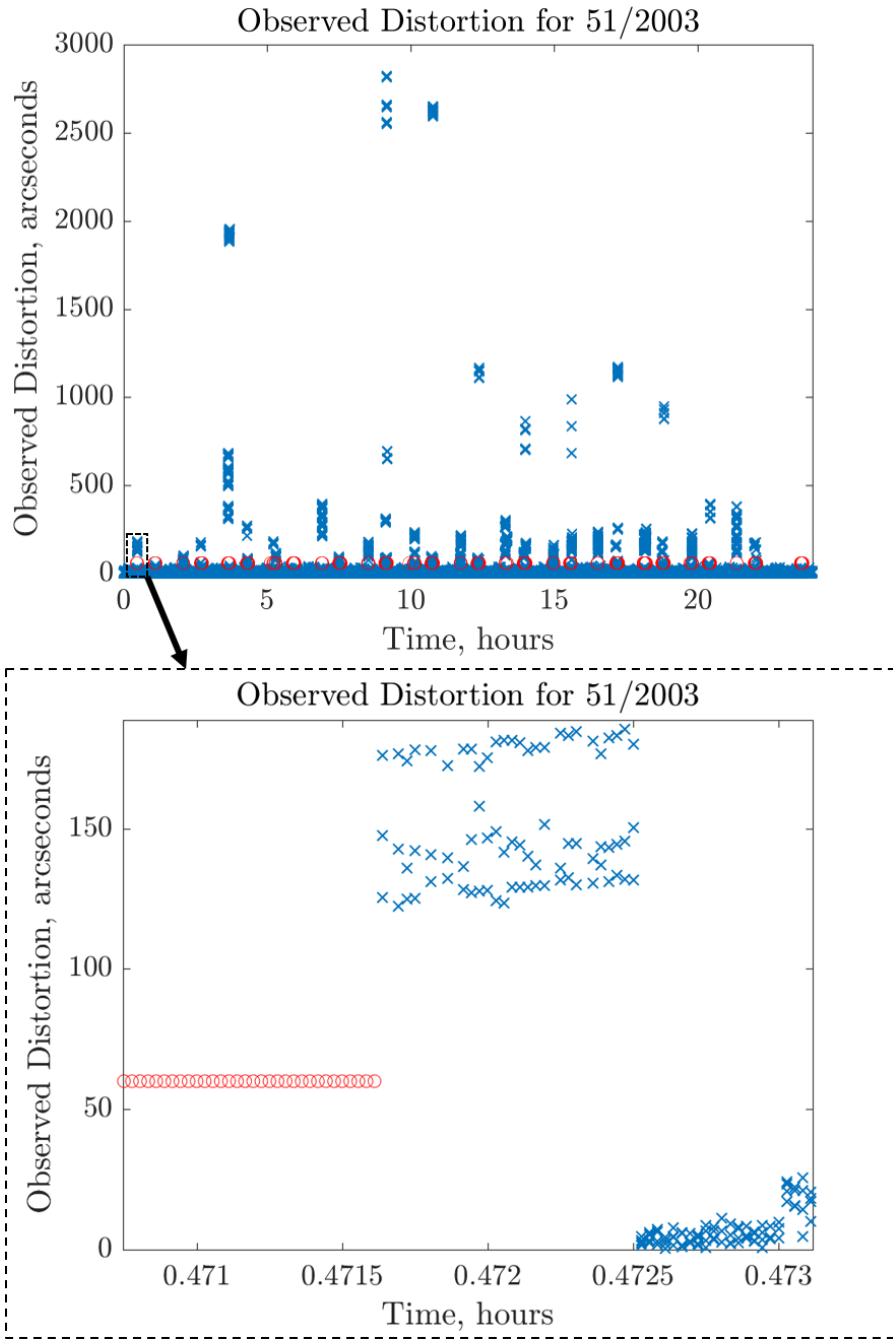 Observed Distortion for 51/2003
Observed Distortion, arcseconds
3000
2500
2000
1500
1000
500
0
0 5 10 15 20
Time, hours
Observed Distortion for 51/2003
Observed Distortion, arcseconds
150
100
50
0
0.471 0.4715 0.472 0.4725 0.473
Time, hours